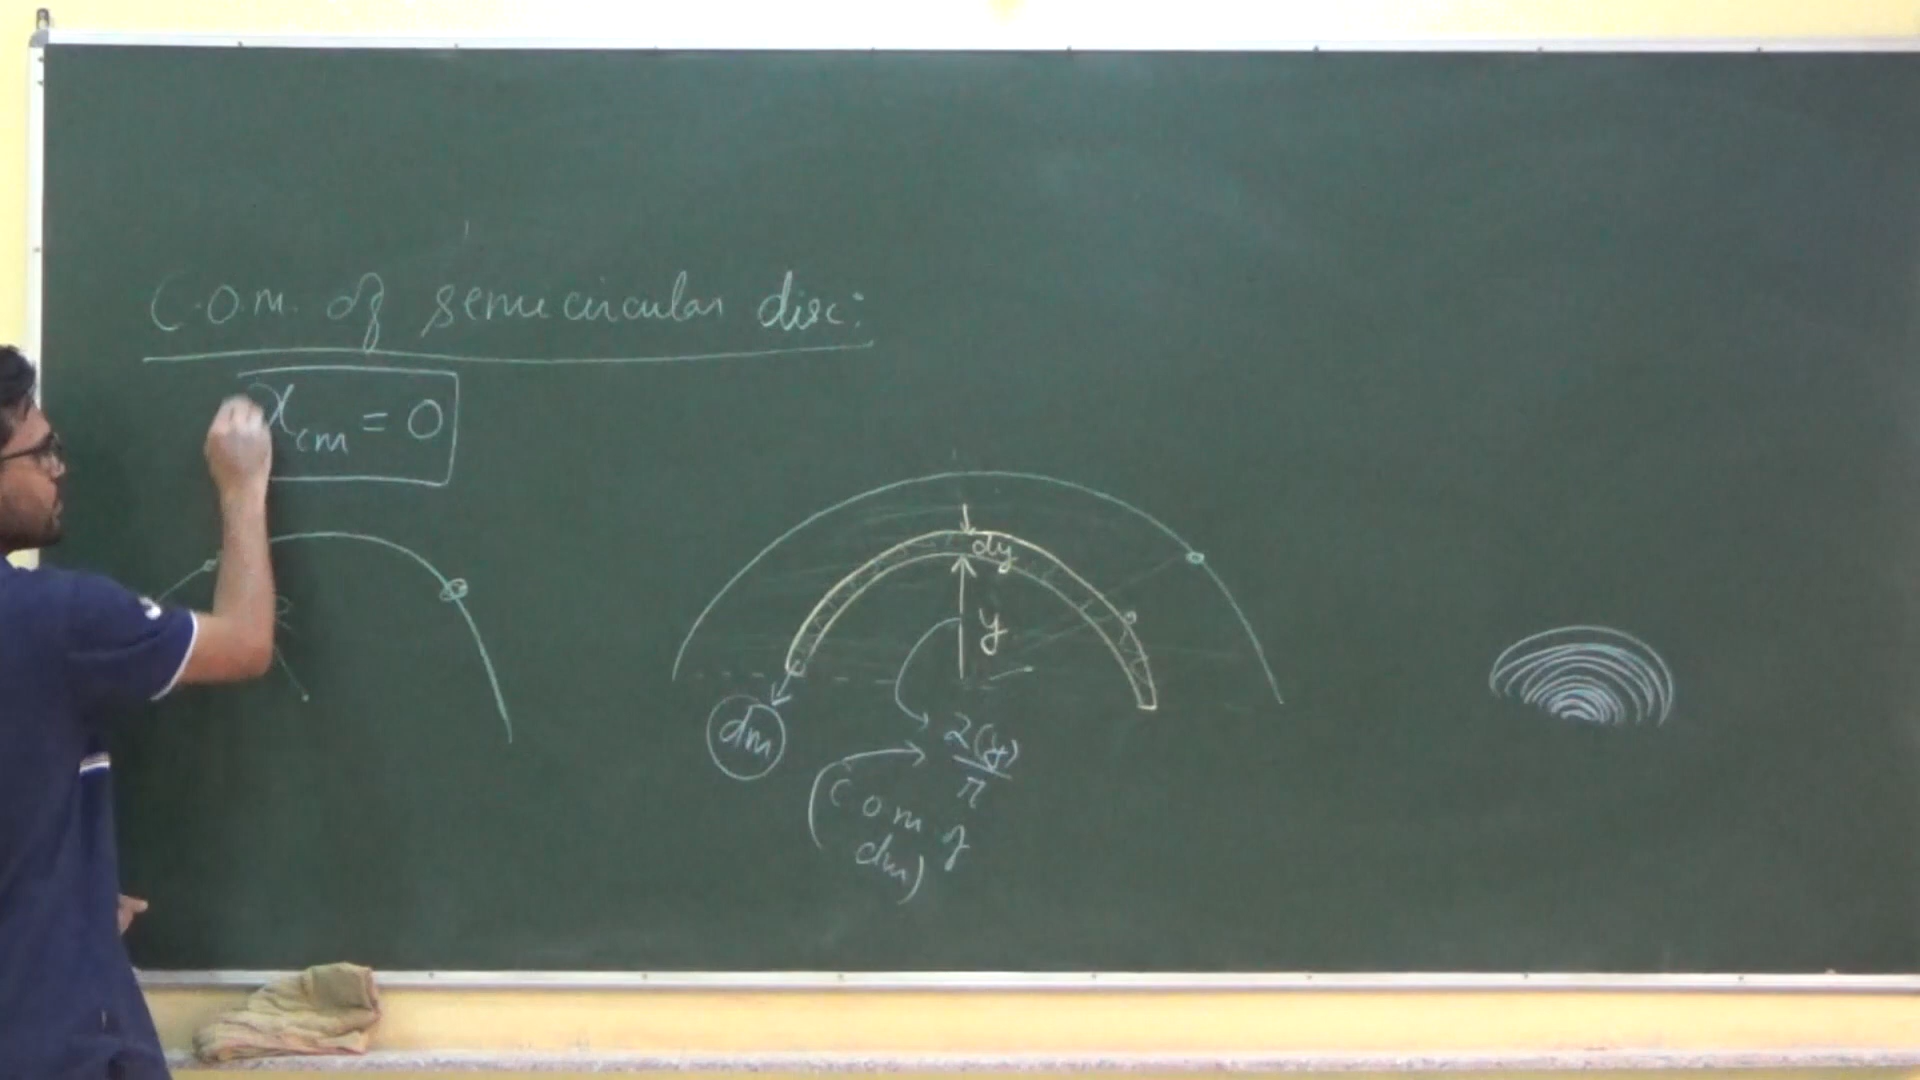 C.O.M. of semicircular disc:
x_cm = 0
dy
y
dm
2(y)/π
(C O M of
dm)